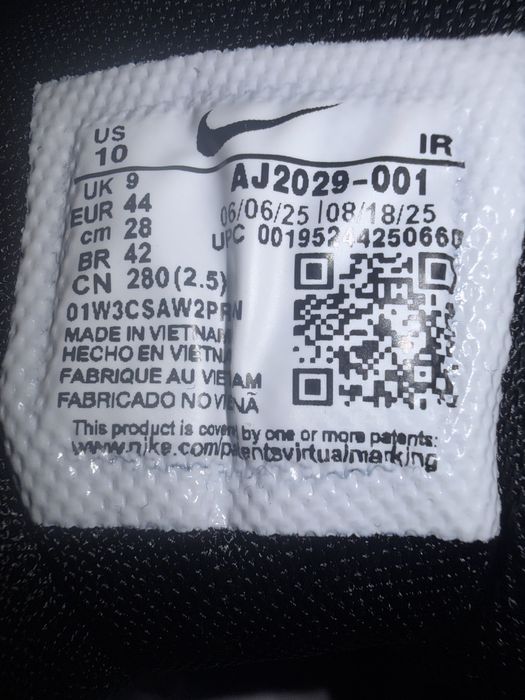 US
10
IR
UK 9
EUR 44
cm 28
BR 42
CN 280(2.5)
AJ2029-001
06/06/25 |08/18/25
UPC 00195244250660
01W3CSAW2PRN
MADE IN VIETNAM
HECHO EN VIETNA
FABRIQUE AU VIETNAM
FABRICADO NO VIETNÃ
This product is covered by one or more patents:
www.nike.com/patentsvirtualmarking